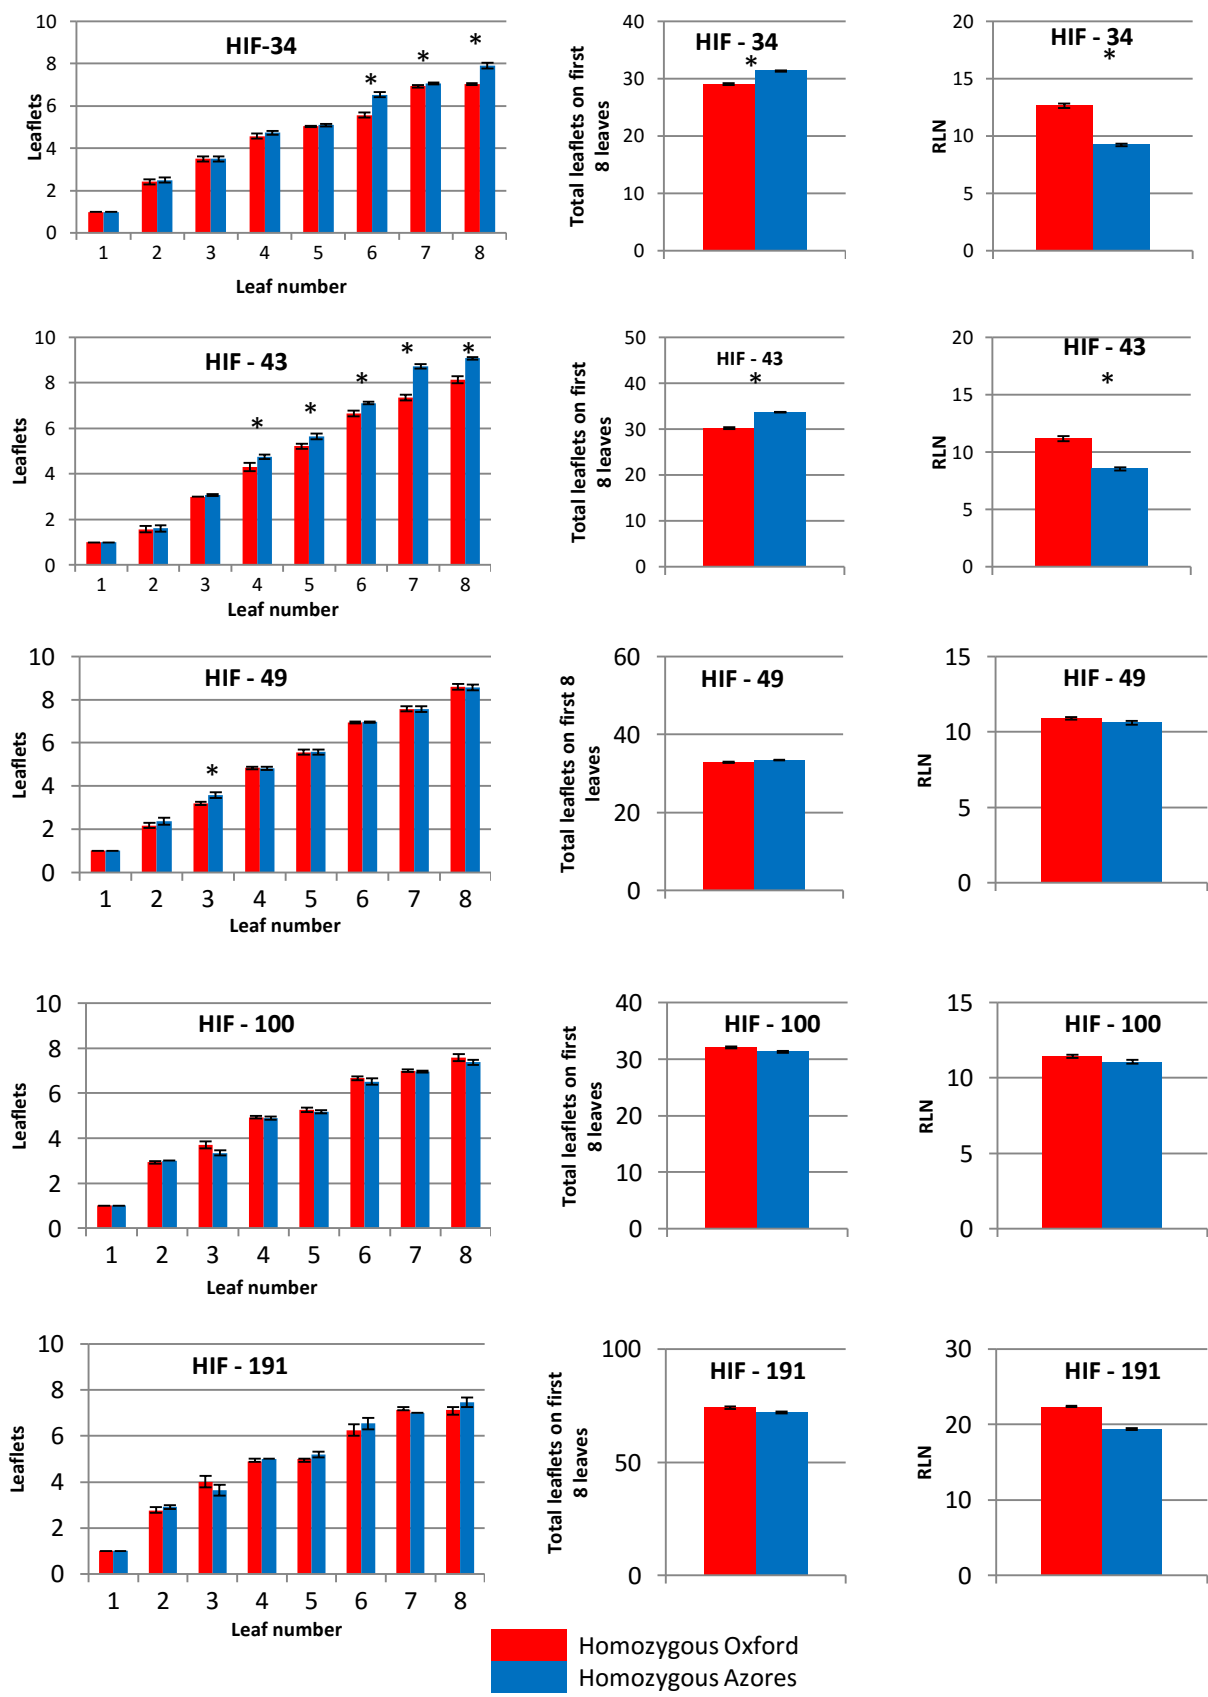 HIF-34
Leaflets
10
8
6
4
2
0
1 2 3 4 5 6 7 8
Leaf number
* * *
HIF - 34
*
Total leaflets on first
8 leaves
40
30
20
10
0
HIF - 34
*
RLN
20
15
10
5
0
HIF - 43
Leaflets
10
8
6
4
2
0
1 2 3 4 5 6 7 8
Leaf number
* * * * *
HIF - 43
*
Total leaflets on first
8 leaves
50
40
30
20
10
0
HIF - 43
*
RLN
20
15
10
5
0
HIF - 49
Leaflets
10
8
6
4
2
0
1 2 3 4 5 6 7 8
Leaf number
*
HIF - 49
Total leaflets on first 8
leaves
60
40
20
0
HIF - 49
RLN
15
10
5
0
HIF - 100
Leaflets
10
8
6
4
2
0
1 2 3 4 5 6 7 8
Leaf number
HIF - 100
Total leaflets on first
8 leaves
40
30
20
10
0
HIF - 100
RLN
15
10
5
0
HIF - 191
Leaflets
10
8
6
4
2
0
1 2 3 4 5 6 7 8
Leaf number
HIF - 191
Total leaflets on first
8 leaves
100
50
0
HIF - 191
RLN
30
20
10
0
Homozygous Oxford
Homozygous Azores